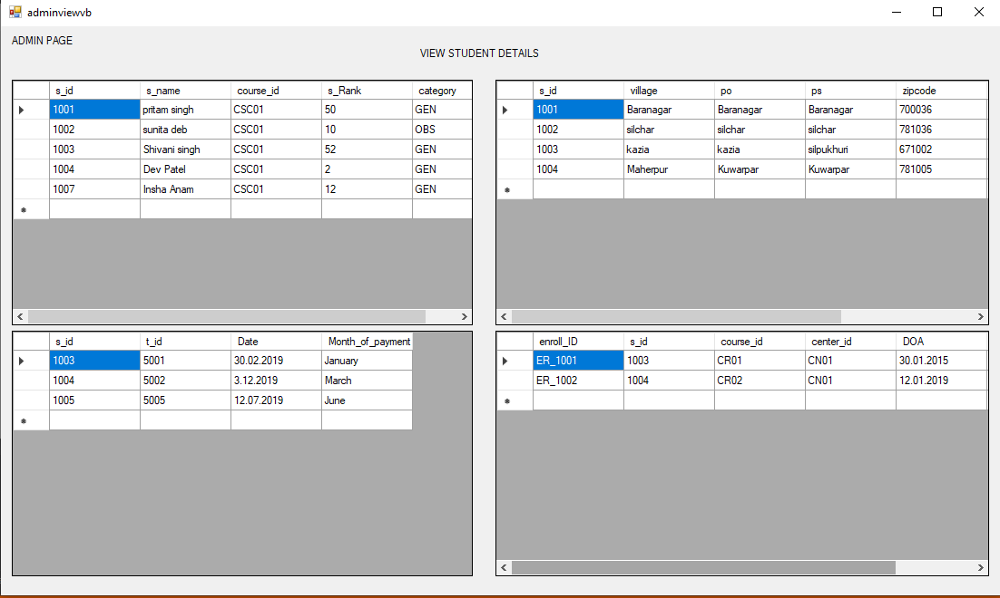 adminviewvb
ADMIN PAGE
VIEW STUDENT DETAILS
s_id s_name course_id s_Rank category
1001 pritam singh CSC01 50 GEN
1002 sunita deb CSC01 10 OBS
1003 Shivani singh CSC01 52 GEN
1004 Dev Patel CSC01 2 GEN
1007 Insha Anam CSC01 12 GEN
s_id village po ps zipcode
1001 Baranagar Baranagar Baranagar 700036
1002 silchar silchar silchar 781036
1003 kazia kazia silpukhuri 671002
1004 Maherpur Kuwarpar Kuwarpar 781005
s_id t_id Date Month_of_payment
1003 5001 30.02.2019 January
1004 5002 3.12.2019 March
1005 5005 12.07.2019 June
enroll_ID s_id course_id center_id DOA
ER_1001 1003 CR01 CN01 30.01.2015
ER_1002 1004 CR02 CN01 12.01.2019